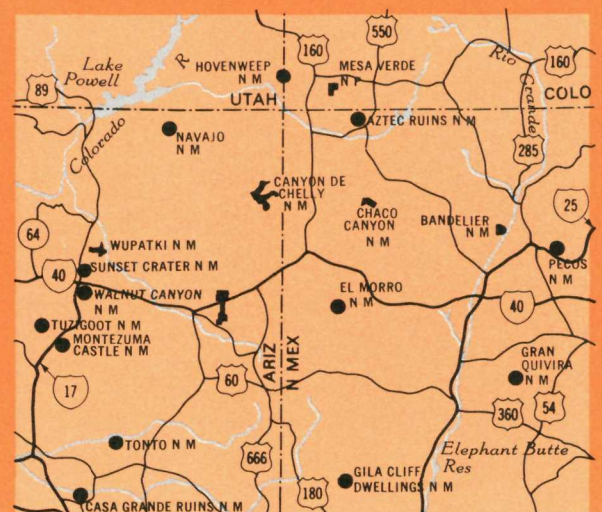 550
160
Lake
Powell
R
HOVENWEEP
N M
MESA VERDE
N P
Rio
Grande
160
89
UTAH
COLO
AZTEC RUINS N M
NAVAJO
N M
Colorado
285
CANYON DE
CHELLY
N M
CHACO
CANYON
N M
BANDELIER
N M
25
64
WUPATKI N M
PECOS
N M
40
SUNSET CRATER N M
WALNUT CANYON
N M
EL MORRO
N M
40
TUZIGOOT N M
MONTEZUMA
CASTLE N M
ARIZ
N MEX
GRAN
QUIVIRA
N M
60
17
360
54
TONTO N M
666
Elephant Butte
Res
GILA CLIFF
DWELLINGS N M
180
CASA GRANDE RUINS N M